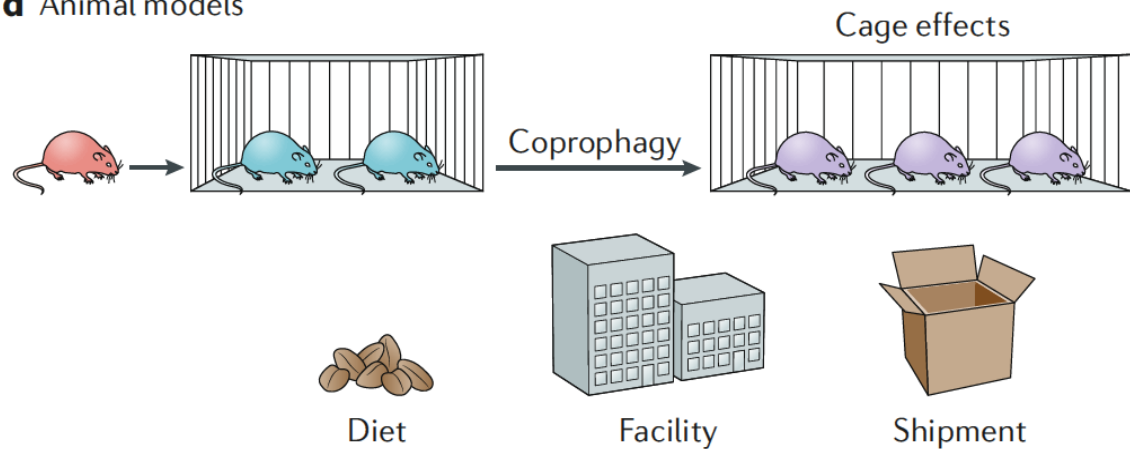 d Animal models
Cage effects
Coprophagy
Diet
Facility
Shipment